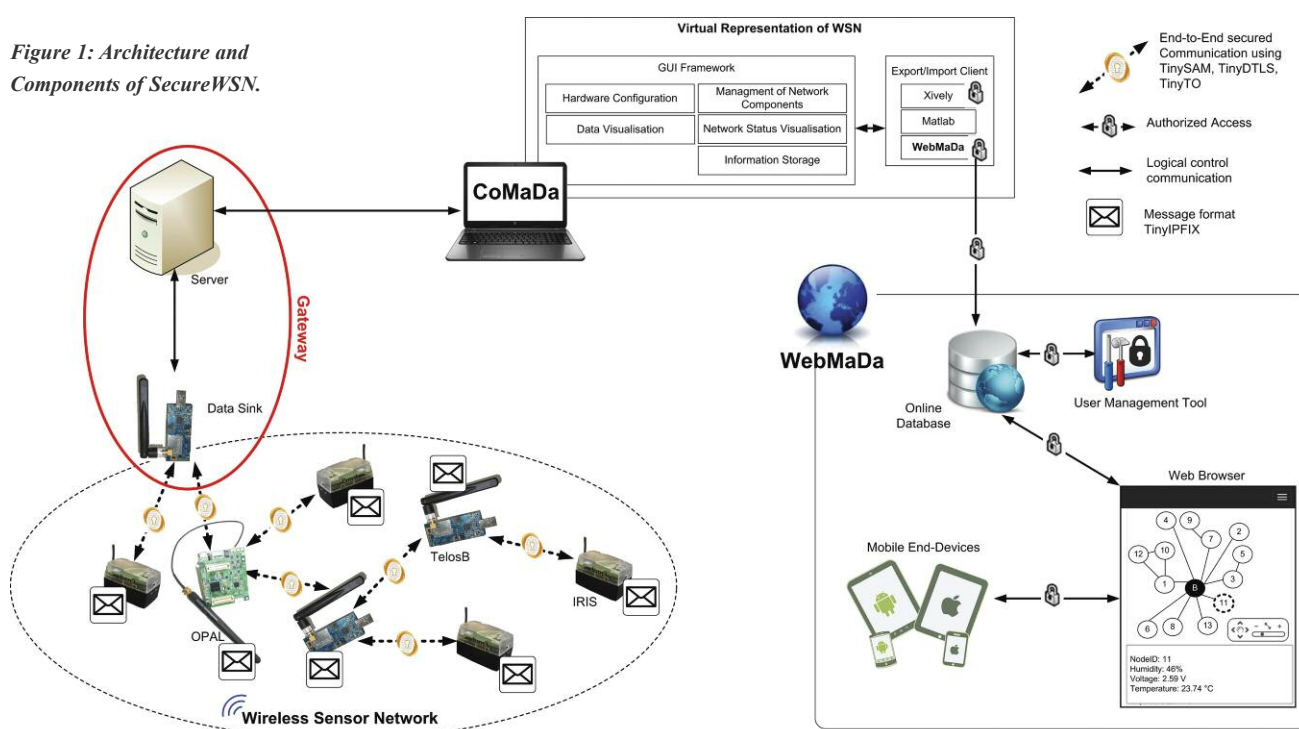 Figure 1: Architecture and
Components of SecureWSN.
Virtual Representation of WSN
GUI Framework
Hardware Configuration
Managment of Network
Components
Data Visualisation
Network Status Visualisation
Information Storage
Export/Import Client
Xively
Matlab
WebMaDa
End-to-End secured
Communication using
TinySAM, TinyDTLS,
TinyTO
Authorized Access
Logical control
communication
Message format
TinyIPFIX
CoMaDa
Server
Gateway
Data Sink
TelosB
IRIS
OPAL
Wireless Sensor Network
WebMaDa
Online
Database
User Management Tool
Web Browser
4
9
2
7
12
10
5
1
B
3
11
6
8
13
NodeID: 11
Humidity: 46%
Voltage: 2.59 V
Temperature: 23.74 °C
Mobile End-Devices